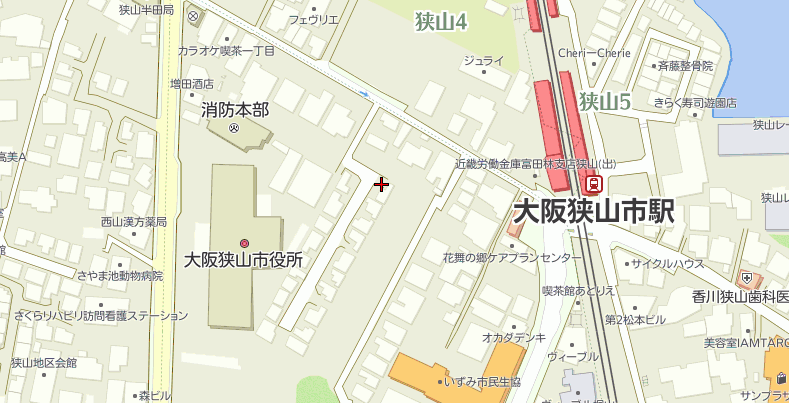 狭山半田局
フェヴリエ
狭山4
カラオケ喫茶一丁目
ジュライ
Cheri-Cherie
斉藤整骨院
増田酒店
消防本部
狭山5
きらく寿司遊園店
狭山レー
高美A
近畿労働金庫富田林支店狭山(出)
狭山レ
大阪狭山市駅
西山漢方薬局
大阪狭山市役所
花舞の郷ケアプランセンター
サイクルハウス
さやま池動物病院
喫茶館あとりえ
香川狭山歯科医
さくらリハビリ訪問看護ステーション
第2松本ビル
オカダデンキ
美容室IAMTARG
狭山地区会館
ヴィーブル
いずみ市民生協
森ビル
サンプラザ